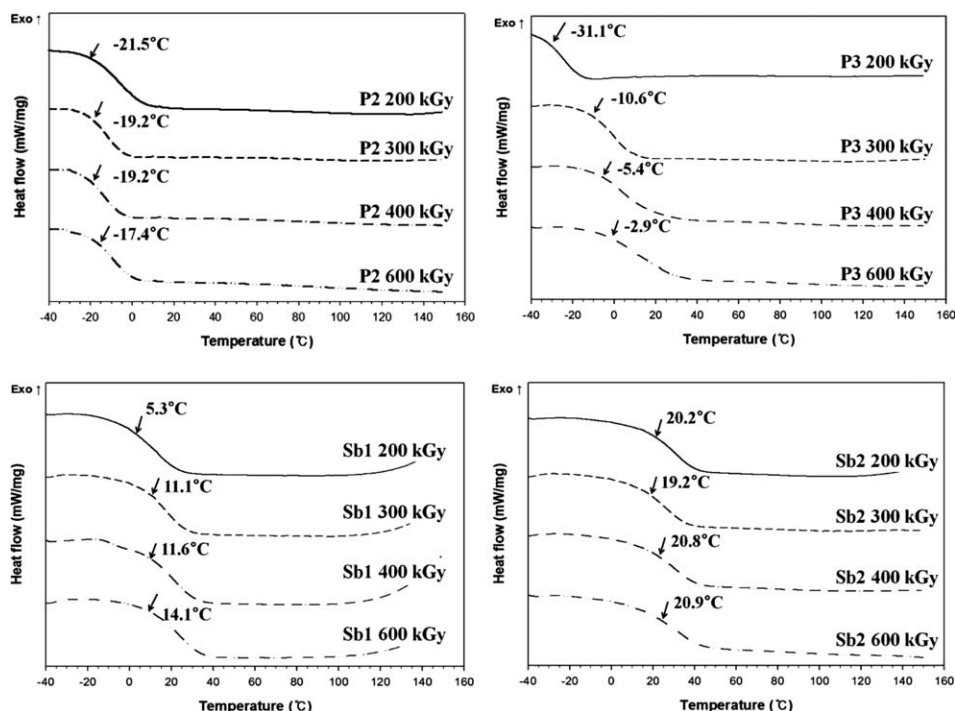 Exo ↑
-21.5°C
P2 200 kGy
-19.2°C
P2 300 kGy
-19.2°C
P2 400 kGy
-17.4°C
P2 600 kGy
Heat flow (mW/mg)
-40 -20 0 20 40 60 80 100 120 140 160
Temperature (℃)
Exo ↑
-31.1°C
P3 200 kGy
-10.6°C
P3 300 kGy
-5.4°C
P3 400 kGy
-2.9°C
P3 600 kGy
Heat flow (mW/mg)
-40 -20 0 20 40 60 80 100 120 140 160
Temperature (℃)
Exo ↑
5.3°C
Sb1 200 kGy
11.1°C
Sb1 300 kGy
11.6°C
Sb1 400 kGy
14.1°C
Sb1 600 kGy
Heat flow (mW/mg)
-40 -20 0 20 40 60 80 100 120 140 160
Temperature (℃)
Exo ↑
20.2°C
Sb2 200 kGy
19.2°C
Sb2 300 kGy
20.8°C
Sb2 400 kGy
20.9°C
Sb2 600 kGy
Heat flow (mW/mg)
-40 -20 0 20 40 60 80 100 120 140 160
Temperature (℃)